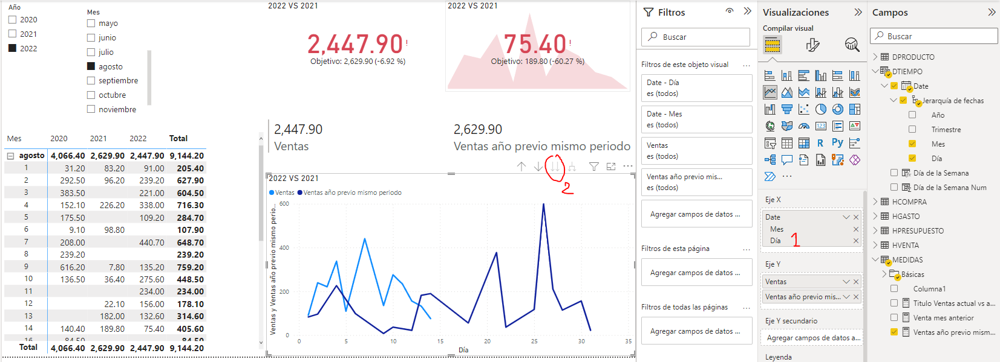 Año
2020
2021
2022
Mes
mayo
junio
julio
agosto
septiembre
octubre
noviembre
2022 VS 2021
2,447.90!
Objetivo: 2,629.90 (-6.92 %)
2022 VS 2021
75.40!
Objetivo: 189.80 (-60.27 %)
2,447.90
Ventas
2,629.90
Ventas año previo mismo periodo
Mes 2020 2021 2022 Total
agosto 4,066.40 2,629.90 2,447.90 9,144.20
1 31.20 83.20 91.00 205.40
2 292.50 96.20 239.20 627.90
3 383.50 221.00 604.50
4 152.10 226.20 338.00 716.30
5 175.50 109.20 284.70
6 9.10 98.80 107.90
7 208.00 440.70 648.70
8 239.20 239.20
9 616.20 7.80 135.20 759.20
10 136.50 36.40 275.60 448.50
11 234.00 234.00
12 22.10 156.00 178.10
13 182.00 132.60 314.60
14 140.40 189.80 75.40 405.60
Total 4,066.40 2,629.90 2,447.90 9,144.20
2
2022 VS 2021
Ventas Ventas año previo mismo periodo
Ventas y Ventas año previo mismo perio...
600
400
200
0
0 5 10 15 20 25 30 35
Día
Filtros
Buscar
Filtros de este objeto visual ...
Date - Día
es (todos)
Date - Mes
es (todos)
Ventas
es (todos)
Ventas año previo mis...
es (todos)
Agregar campos de datos ...
Filtros de esta página ...
Agregar campos de datos ...
Filtros de todas las páginas ...
Agregar campos de datos ...
Visualizaciones
Compilar visual
123
R Py
...
Eje X
Date
Mes
Día
1
Eje Y
Ventas
Ventas año previo mis...
Eje Y secundario
Agregar campos de datos a...
Leyenda
Campos
Buscar
DPRODUCTO
DTIEMPO
Date
Jerarquía de fechas
Año
Trimestre
Mes
Día
Día de la Semana
Día de la Semana Num
HCOMPRA
HGASTO
HPRESUPUESTO
HVENTA
MEDIDAS
Básicas
Columna1
Titulo Ventas actual vs a...
Venta mes anterior
Ventas año previo mism...